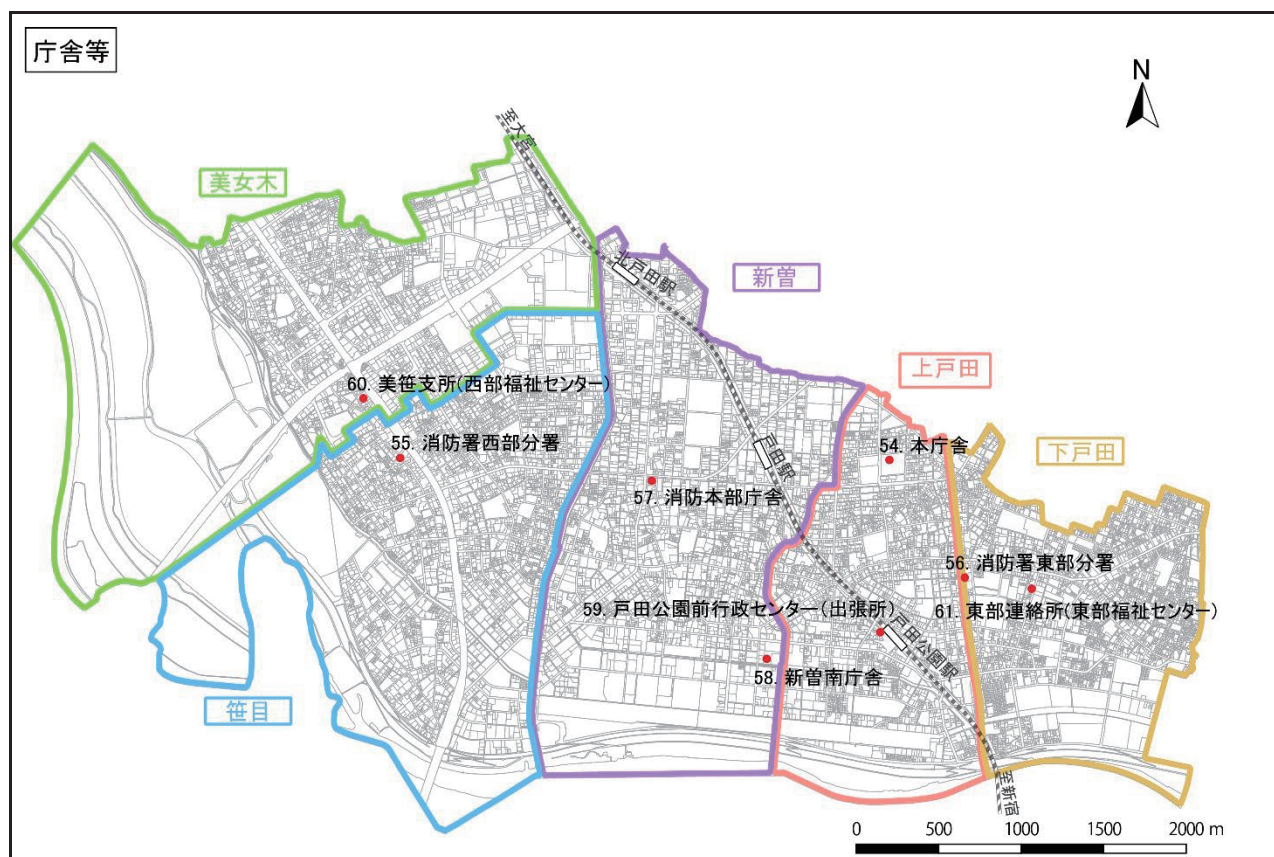 庁舎等
N
至大宮
美女木
北戸田駅
新曽
上戸田
60. 美笹支所(西部福祉センター)
54. 本庁舎
下戸田
55. 消防署西部分署
戸田駅
57. 消防本部庁舎
56. 消防署東部分署
59. 戸田公園前行政センター(出張所)
61. 東部連絡所(東部福祉センター)
戸田公園駅
58. 新曽南庁舎
笹目
至新宿
0 500 1000 1500 2000 m